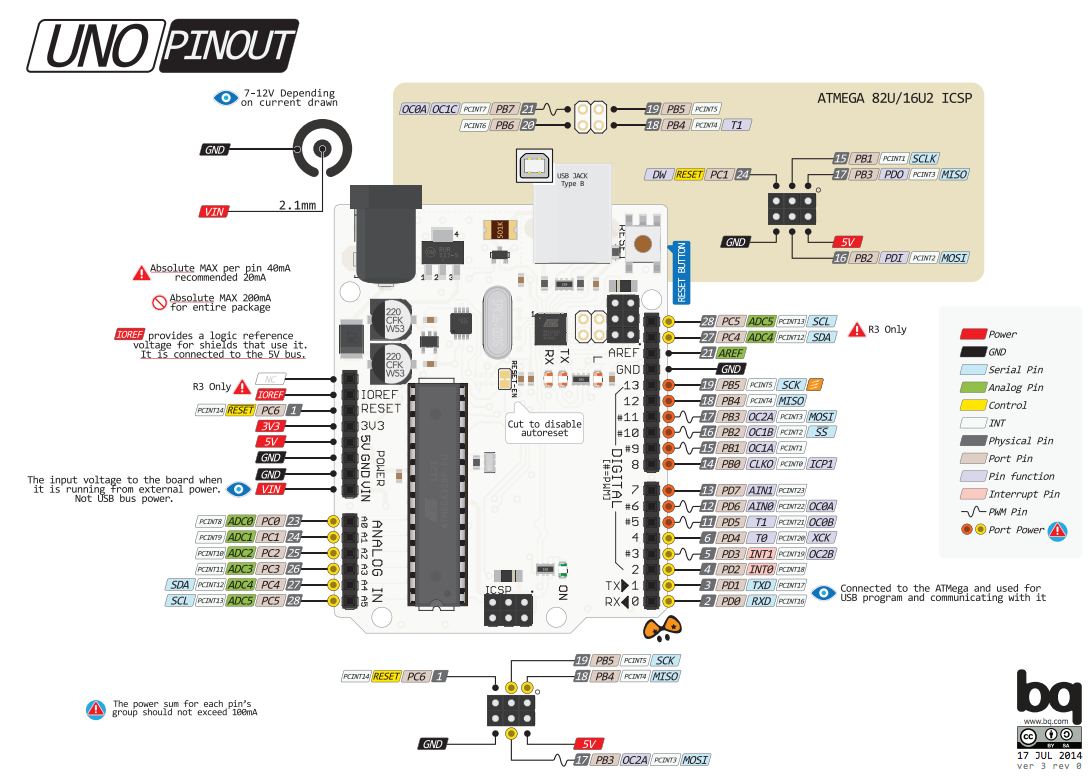 UNO PINOUT
7-12V Depending
on current drawn
GND
VIN
2.1mm
Absolute MAX per pin 40mA
recommended 20mA
Absolute MAX 200mA
for entire package
IOREF provides a logic reference
voltage for shields that use it.
It is connected to the 5V bus.
ATMEGA 82U/16U2 ICSP
OC0A OC1C PCINT7 PB7 21
PCINT6 PB6 20
19 PB5 PCINT5
18 PB4 PCINT4 T1
DW RESET PC1 24
15 PB1 PCINT1 SCLK
17 PB3 PDO PCINT3 MISO
GND
5V
16 PB2 PDI PCINT2 MOSI
USB JACK
Type B
RESET
RESET BUTTON
501K
4
1 2 3
220
CFK
W53
220
CFK
W53
1
TX
RX
L
RESET-EN
Cut to disable
autoreset
R3 Only
NC
IOREF
PCINT14 RESET PC6 1
3V3
5V
GND
GND
VIN
The input voltage to the board when
it is running from external power.
Not USB bus power.
PCINT8 ADC0 PC0 23
PCINT9 ADC1 PC1 24
PCINT10 ADC2 PC2 25
PCINT11 ADC3 PC3 26
SDA PCINT12 ADC4 PC4 27
SCL PCINT13 ADC5 PC5 28
IOREF
RESET
3V3
5V
GND
VIN
POWER
A0
A1
A2
A3
A4
A5
ANALOG IN
ICSP
ON
AREF
GND
13
12
#11
#10
#9
8
7
#6
#5
4
#3
2
TX 1
RX 0
DIGITAL
[#=PWM]
28 PC5 ADC5 PCINT13 SCL
27 PC4 ADC4 PCINT12 SDA
R3 Only
21 AREF
GND
19 PB5 PCINT5 SCK
18 PB4 PCINT4 MISO
17 PB3 OC2A PCINT3 MOSI
16 PB2 OC1B PCINT2 SS
15 PB1 OC1A PCINT1
14 PB0 CLKO PCINT0 ICP1
13 PD7 AIN1 PCINT23
12 PD6 AIN0 PCINT22 OC0A
11 PD5 T1 PCINT21 OC0B
6 PD4 T0 PCINT20 XCK
5 PD3 INT1 PCINT19 OC2B
4 PD2 INT0 PCINT18
3 PD1 TXD PCINT17
2 PD0 RXD PCINT16
Connected to the ATMega and used for
USB program and communicating with it
Power
GND
Serial Pin
Analog Pin
Control
INT
Physical Pin
Port Pin
Pin function
Interrupt Pin
PWM Pin
Port Power
PCINT14 RESET PC6 1
19 PB5 PCINT5 SCK
18 PB4 PCINT4 MISO
GND
5V
17 PB3 OC2A PCINT3 MOSI
The power sum for each pin's
group should not exceed 100mA
bq
www.bq.com
cc
BY SA
17 JUL 2014
ver 3 rev 0